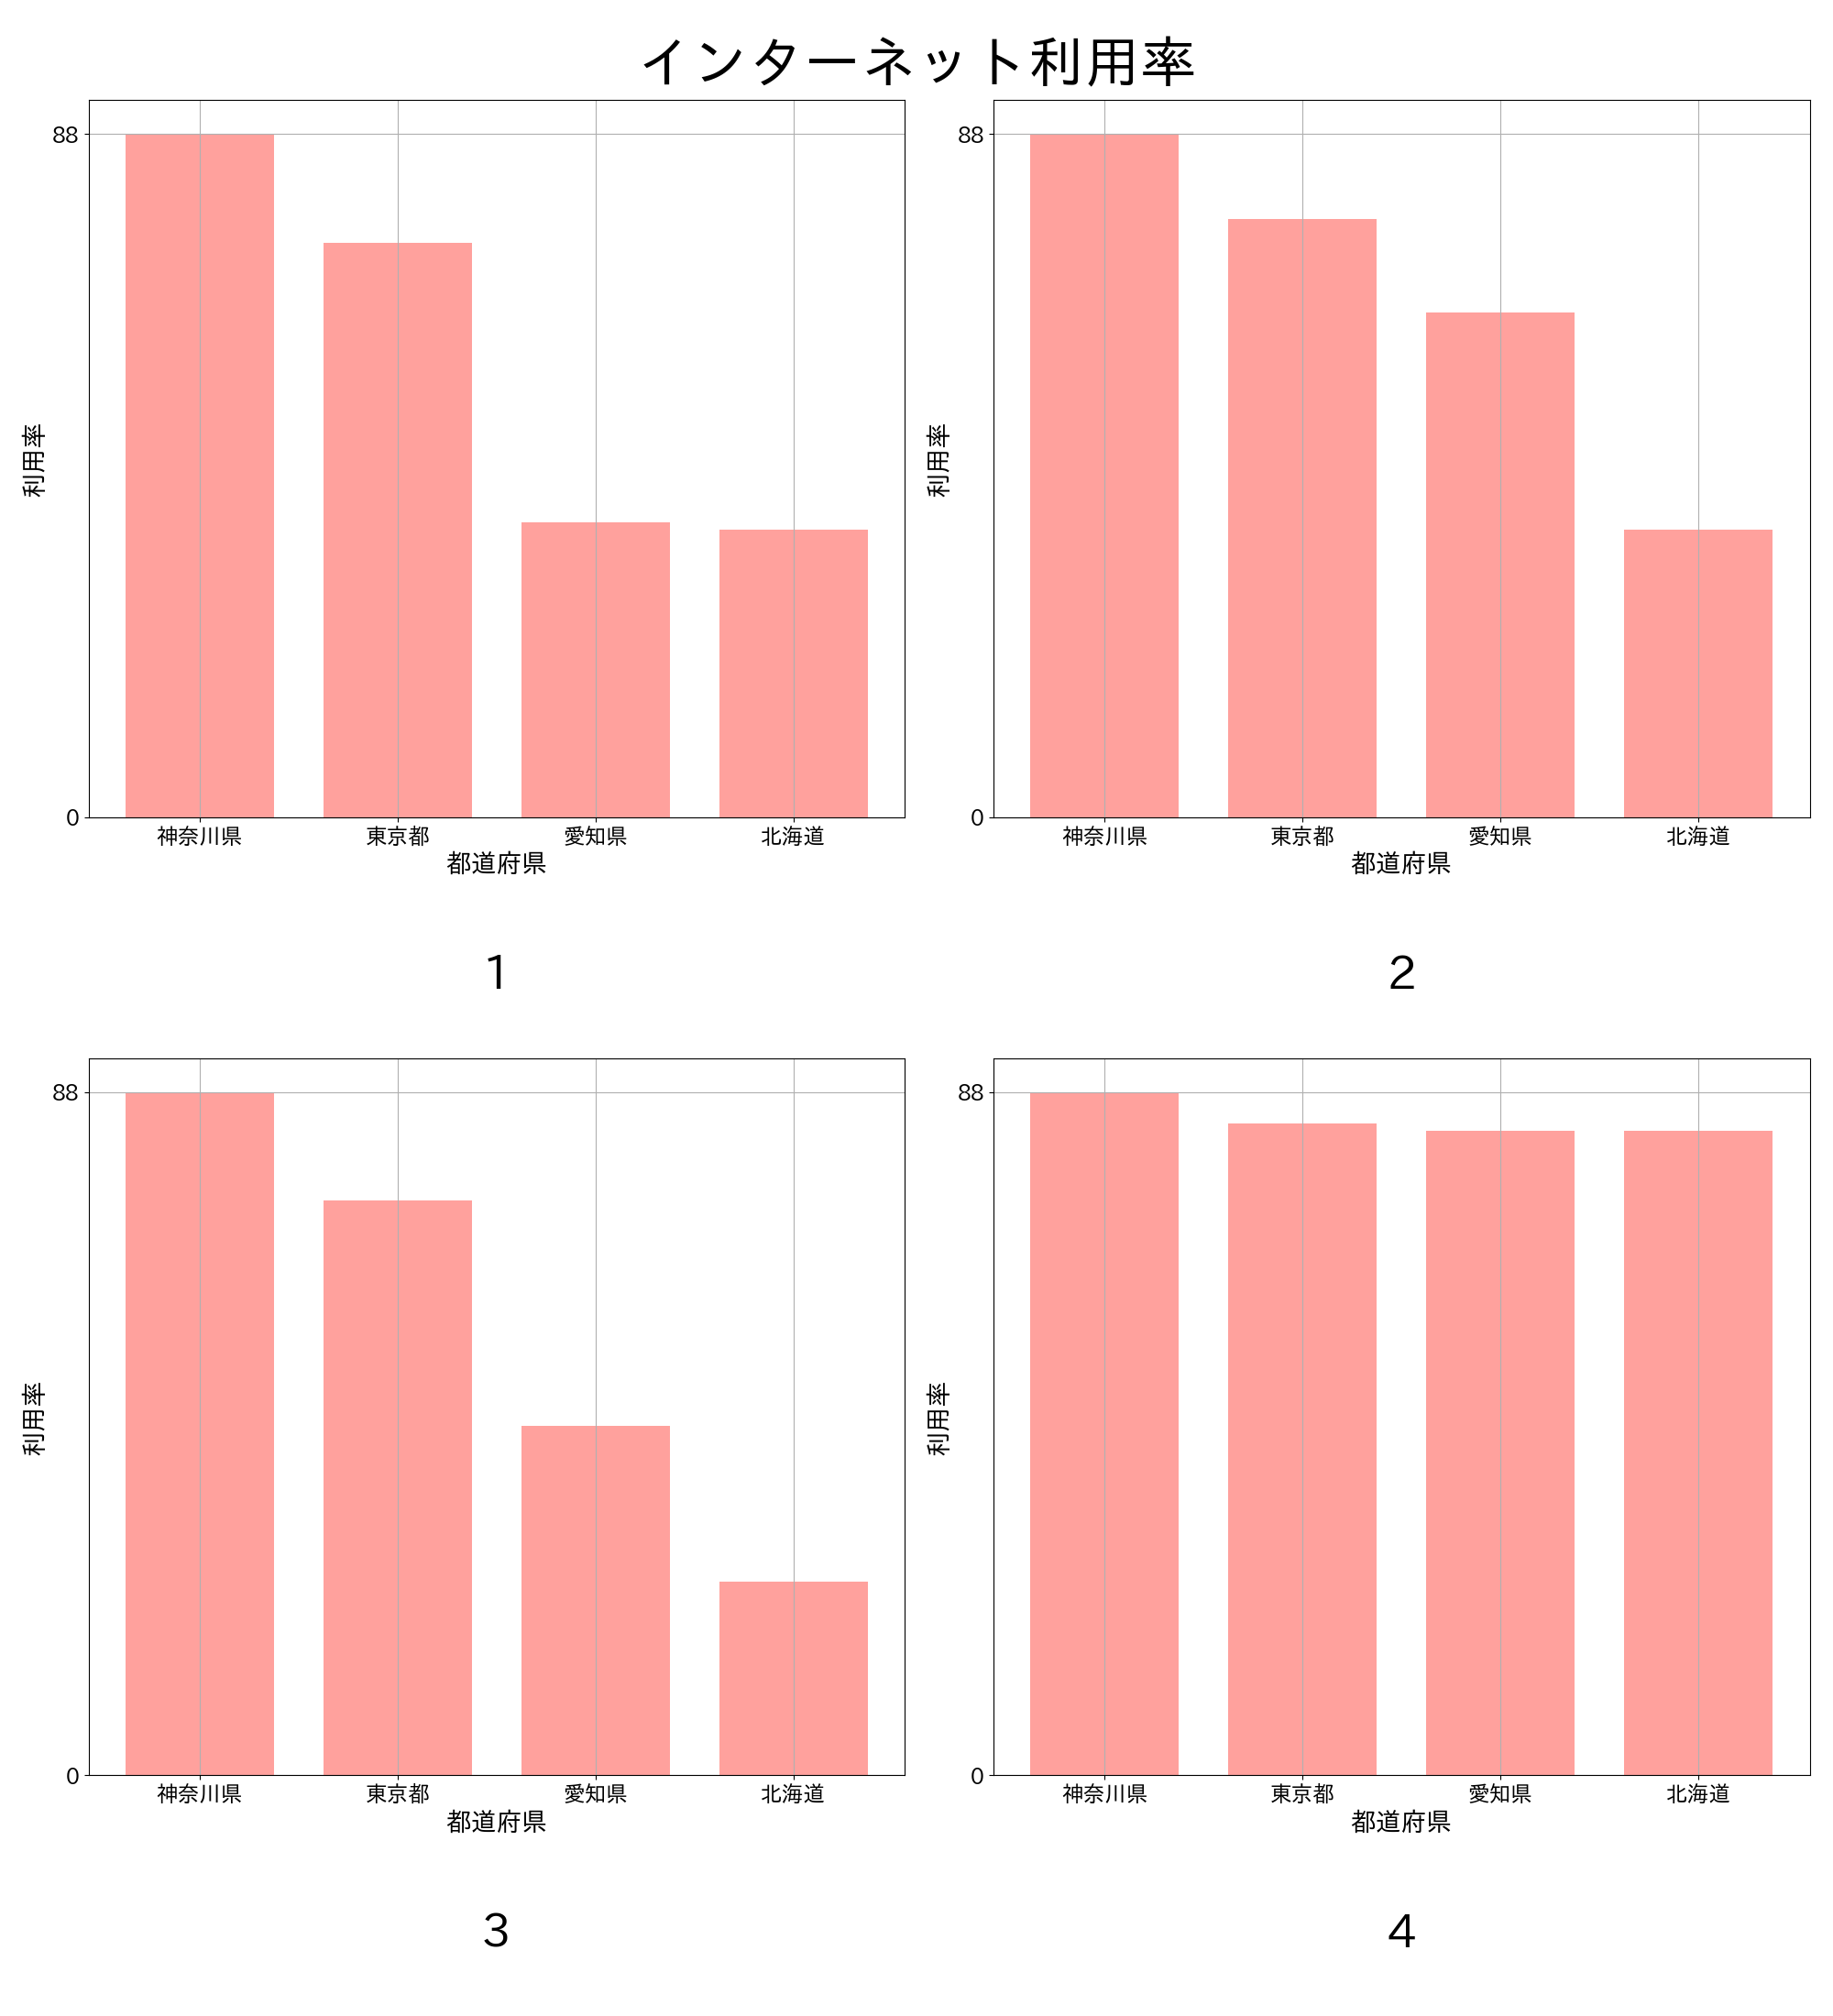 インターネット利用率
88
0
利用率
神奈川県 東京都 愛知県 北海道
都道府県
1
88
0
利用率
神奈川県 東京都 愛知県 北海道
都道府県
2
88
0
利用率
神奈川県 東京都 愛知県 北海道
都道府県
3
88
0
利用率
神奈川県 東京都 愛知県 北海道
都道府県
4